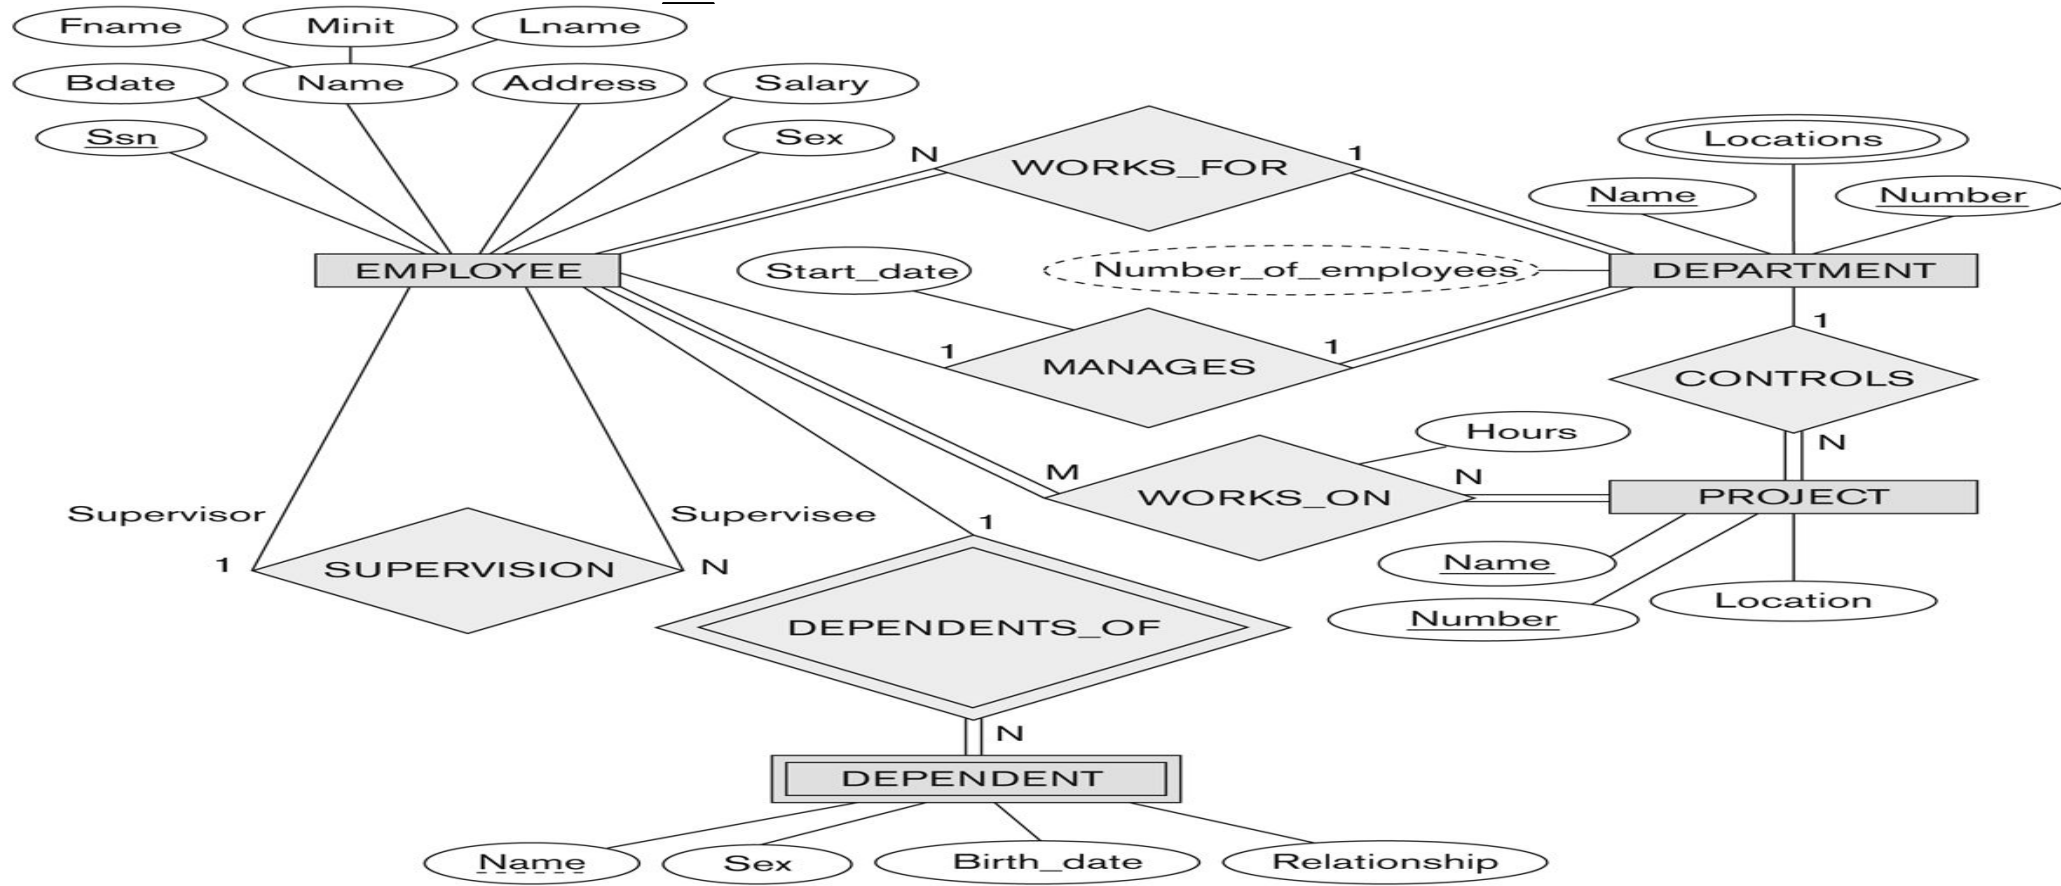 Fname
Minit
Lname
Bdate
Name
Address
Salary
Ssn
Sex
N
WORKS_FOR
1
Locations
Name
Number
EMPLOYEE
Start_date
Number_of_employees
DEPARTMENT
1
MANAGES
1
1
CONTROLS
N
Hours
M
WORKS_ON
N
PROJECT
Supervisor
Supervisee
1
SUPERVISION
N
1
Name
Number
Location
DEPENDENTS_OF
N
DEPENDENT
Name
Sex
Birth_date
Relationship